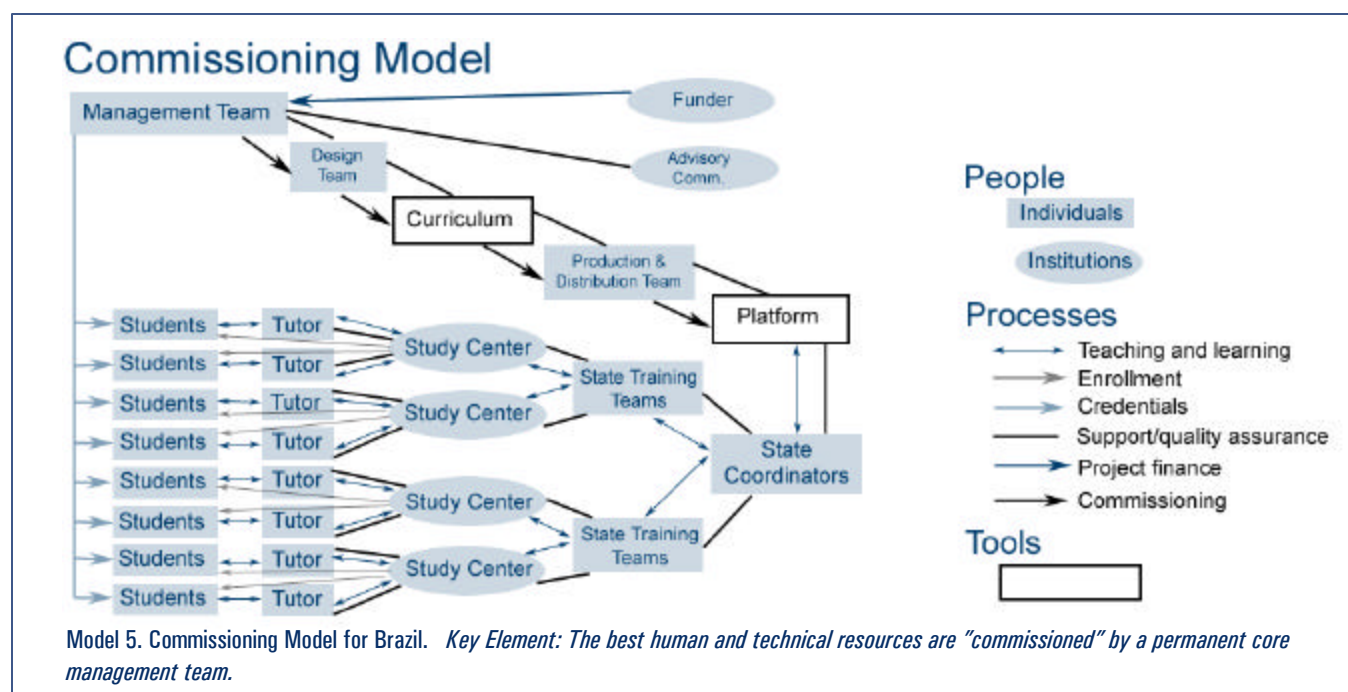 Commissioning Model
Management Team
Funder
Design
Team
Advisory
Comm.
Curriculum
Production &
Distribution Team
Platform
Students
Tutor
Study Center
Students
Tutor
State Training
Teams
Students
Tutor
Study Center
Students
Tutor
State
Coordinators
Students
Tutor
Study Center
Students
Tutor
State Training
Teams
Students
Tutor
Study Center
Students
Tutor
People
Individuals
Institutions
Processes
Teaching and learning
Enrollment
Credentials
Support/quality assurance
Project finance
Commissioning
Tools
Model 5. Commissioning Model for Brazil. Key Element: The best human and technical resources are "commissioned" by a permanent core
management team.